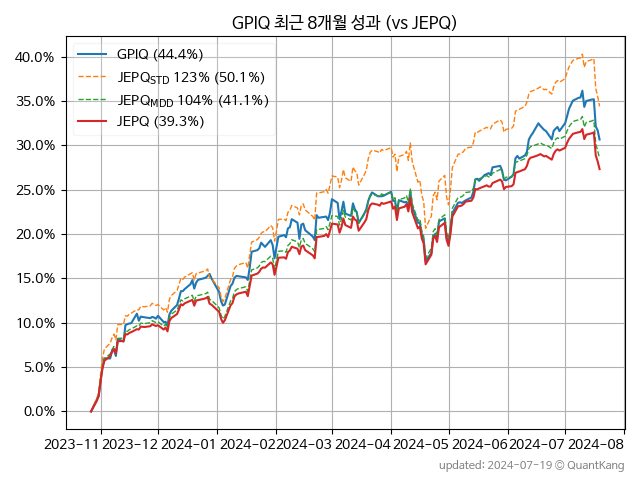 GPIQ 최근 8개월 성과 (vs JEPQ)
GPIQ (44.4%)
JEPQSTD 123% (50.1%)
JEPQMDD 104% (41.1%)
JEPQ (39.3%)
40.0%
35.0%
30.0%
25.0%
20.0%
15.0%
10.0%
5.0%
0.0%
2023-11 2023-12 2024-01 2024-02 2024-03 2024-04 2024-05 2024-06 2024-07 2024-08
updated: 2024-07-19 © QuantKang